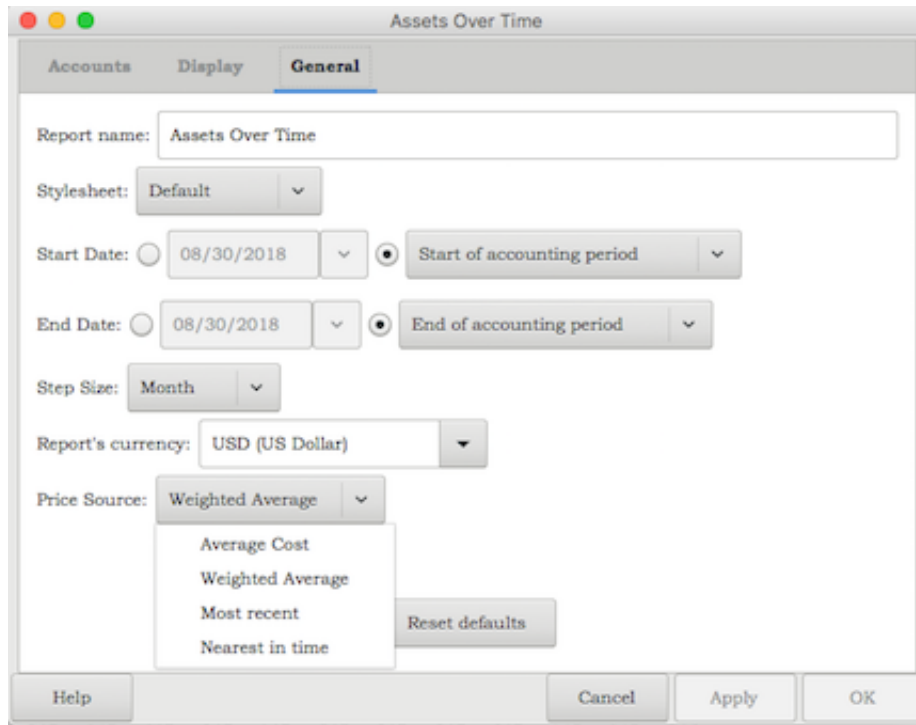 Assets Over Time
Accounts Display General
Report name: Assets Over Time
Stylesheet: Default
Start Date: 08/30/2018 Start of accounting period
End Date: 08/30/2018 End of accounting period
Step Size: Month
Report's currency: USD (US Dollar)
Price Source: Weighted Average
Average Cost
Weighted Average
Most recent
Reset defaults
Nearest in time
Help Cancel Apply OK